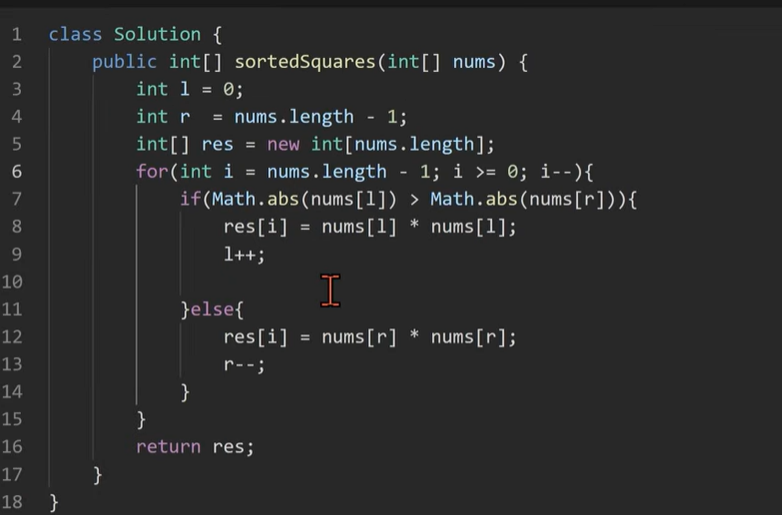 1 class Solution {
2 public int[] sortedSquares(int[] nums) {
3 int l = 0;
4 int r  = nums.length - 1;
5 int[] res = new int[nums.length];
6 for(int i = nums.length - 1; i >= 0; i--){
7 if(Math.abs(nums[l]) > Math.abs(nums[r])){
8 res[i] = nums[l] * nums[l];
9 l++;
10
11 }else{
12 res[i] = nums[r] * nums[r];
13 r--;
14 }
15 }
16 return res;
17 }
18 }